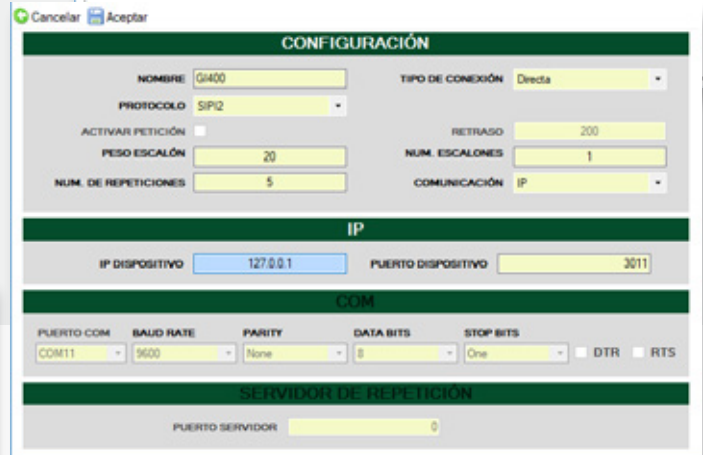 Cancelar Aceptar
CONFIGURACIÓN
NOMBRE GI400 TIPO DE CONEXIÓN Directa
PROTOCOLO SIPI2
ACTIVAR PETICIÓN RETRASO 200
PESO ESCALÓN 20 NUM. ESCALONES 1
NUM. DE REPETICIONES 5 COMUNICACIÓN IP
IP
IP DISPOSITIVO 127.0.0.1 PUERTO DISPOSITIVO 3011
COM
PUERTO COM BAUD RATE PARITY DATA BITS STOP BITS
COM11 9600 None 8 One DTR RTS
SERVIDOR DE REPETICIÓN
PUERTO SERVIDOR 0